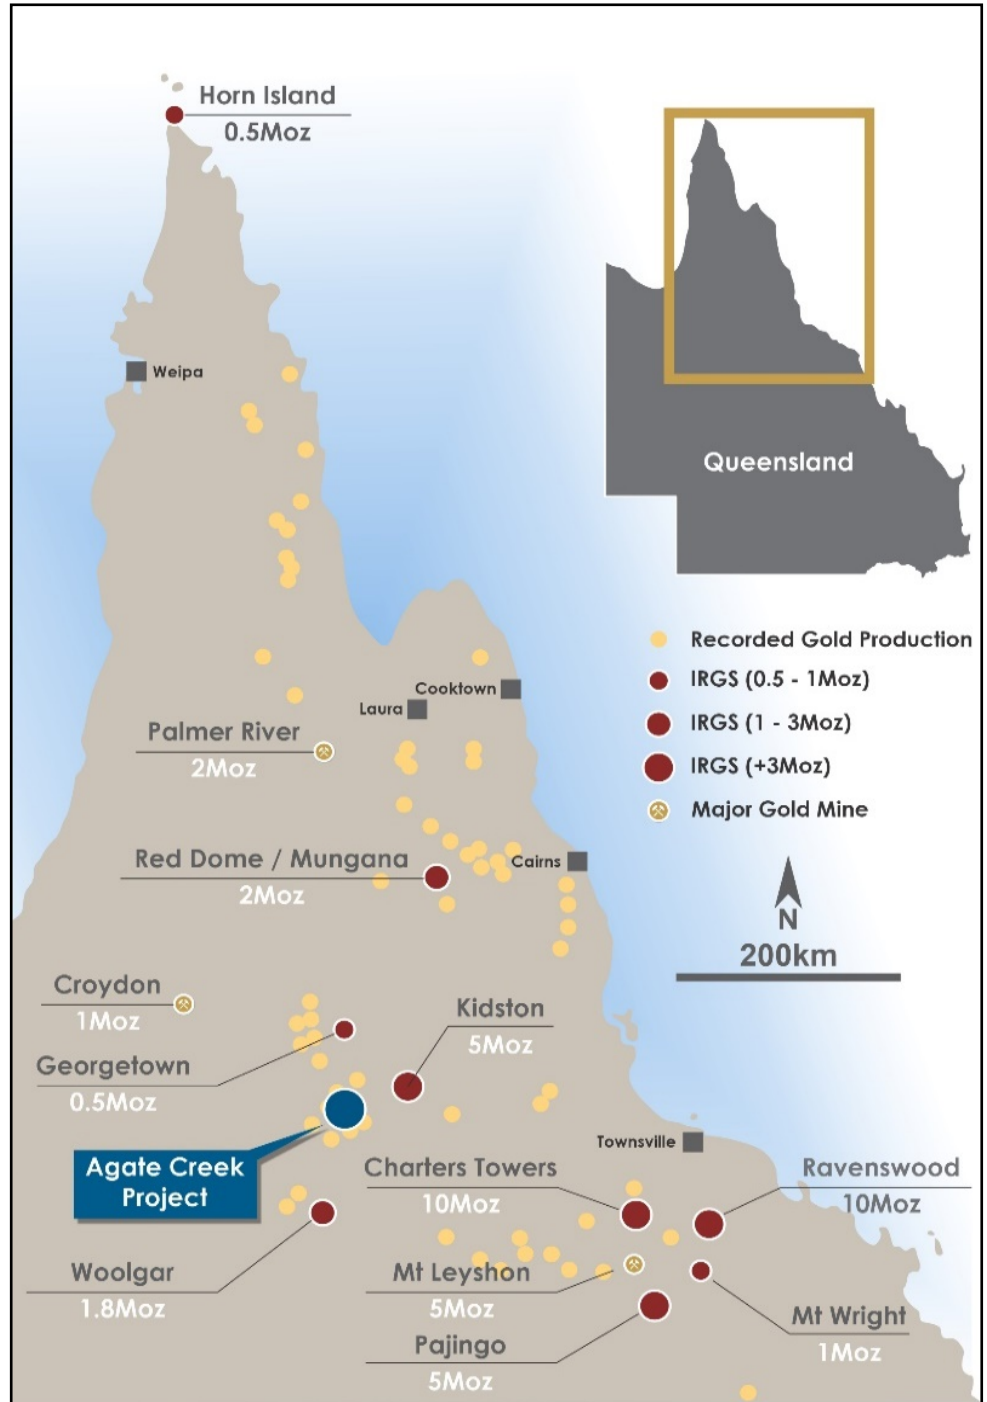 Horn Island
0.5Moz
Weipa
Queensland
Recorded Gold Production
IRGS (0.5 - 1Moz)
IRGS (1 - 3Moz)
IRGS (+3Moz)
Major Gold Mine
Cooktown
Laura
Palmer River
2Moz
Red Dome / Mungana
2Moz
Cairns
N
200km
Croydon
1Moz
Kidston
5Moz
Georgetown
0.5Moz
Agate Creek
Project
Townsville
Charters Towers
10Moz
Ravenswood
10Moz
Woolgar
1.8Moz
Mt Leyshon
5Moz
Mt Wright
1Moz
Pajingo
5Moz